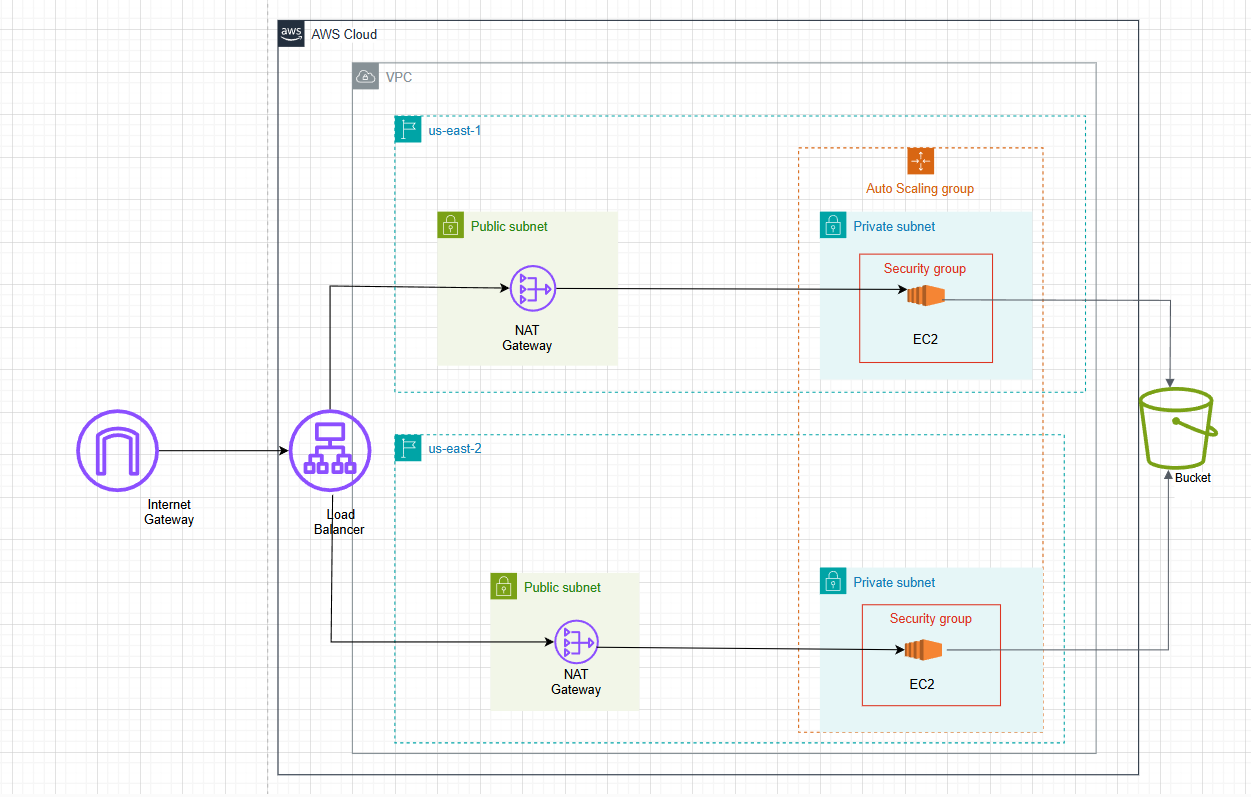 aws
AWS Cloud
VPC
us-east-1
Auto Scaling group
Public subnet
Private subnet
Security group
NAT
Gateway
EC2
us-east-2
Internet
Gateway
Load
Balancer
Bucket
Public subnet
Private subnet
Security group
NAT
Gateway
EC2